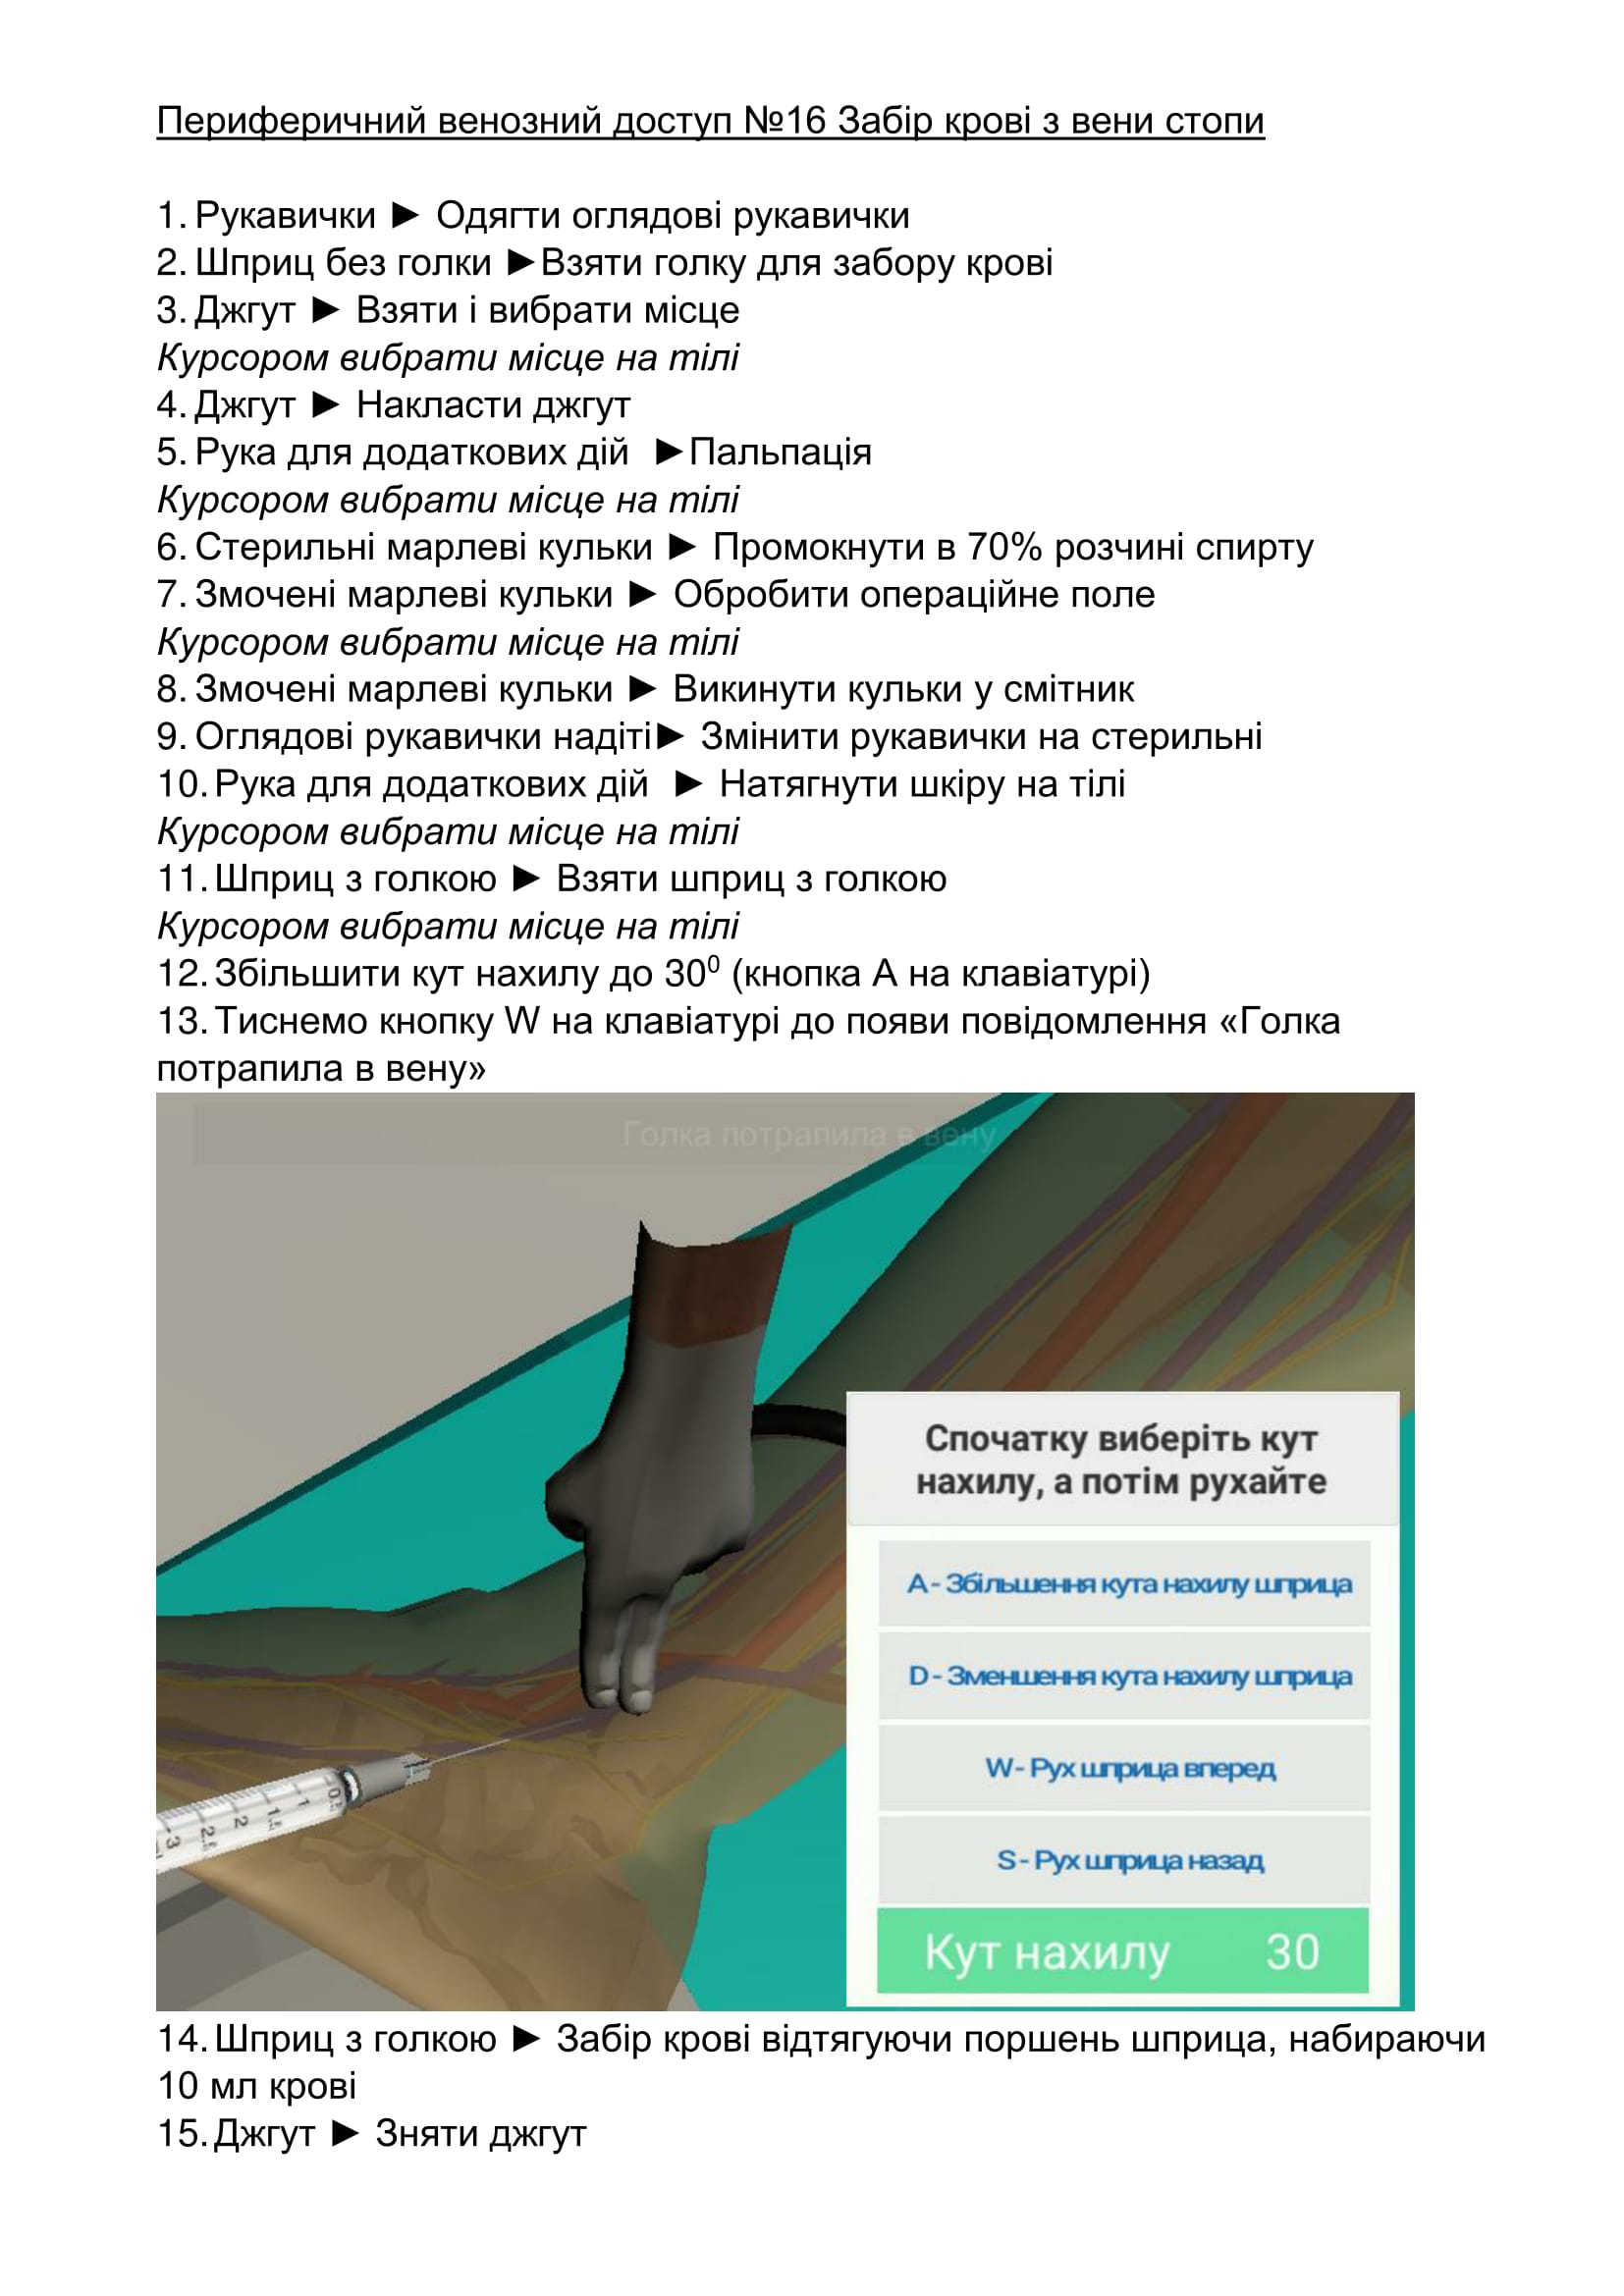 Периферичний венозний доступ №16 Забір крові з вени стопи
1. Рукавички ► Одягти оглядові рукавички
2. Шприц без голки ►Взяти голку для забору крові
3. Джгут ► Взяти і вибрати місце
Курсором вибрати місце на тілі
4. Джгут ► Накласти джгут
5. Рука для додаткових дій ►Пальпація
Курсором вибрати місце на тілі
6. Стерильні марлеві кульки ► Промокнути в 70% розчині спирту
7. Змочені марлеві кульки ► Обробити операційне поле
Курсором вибрати місце на тілі
8. Змочені марлеві кульки ► Викинути кульки у смітник
9. Оглядові рукавички надіті► Змінити рукавички на стерильні
10. Рука для додаткових дій ► Натягнути шкіру на тілі
Курсором вибрати місце на тілі
11. Шприц з голкою ► Взяти шприц з голкою
Курсором вибрати місце на тілі
12. Збільшити кут нахилу до 30⁰ (кнопка А на клавіатурі)
13. Тиснемо кнопку W на клавіатурі до появи повідомлення «Голка
потрапила в вену»
Голка потрапила в вену
Спочатку виберіть кут
нахилу, а потім рухайте
A - Збільшення кута нахилу шприца
D - Зменшення кута нахилу шприца
W - Рух шприца вперед
S - Рух шприца назад
Кут нахилу 30
1
1.5
2
3
14. Шприц з голкою ► Забір крові відтягуючи поршень шприца, набираючи
10 мл крові
15. Джгут ► Зняти джгут